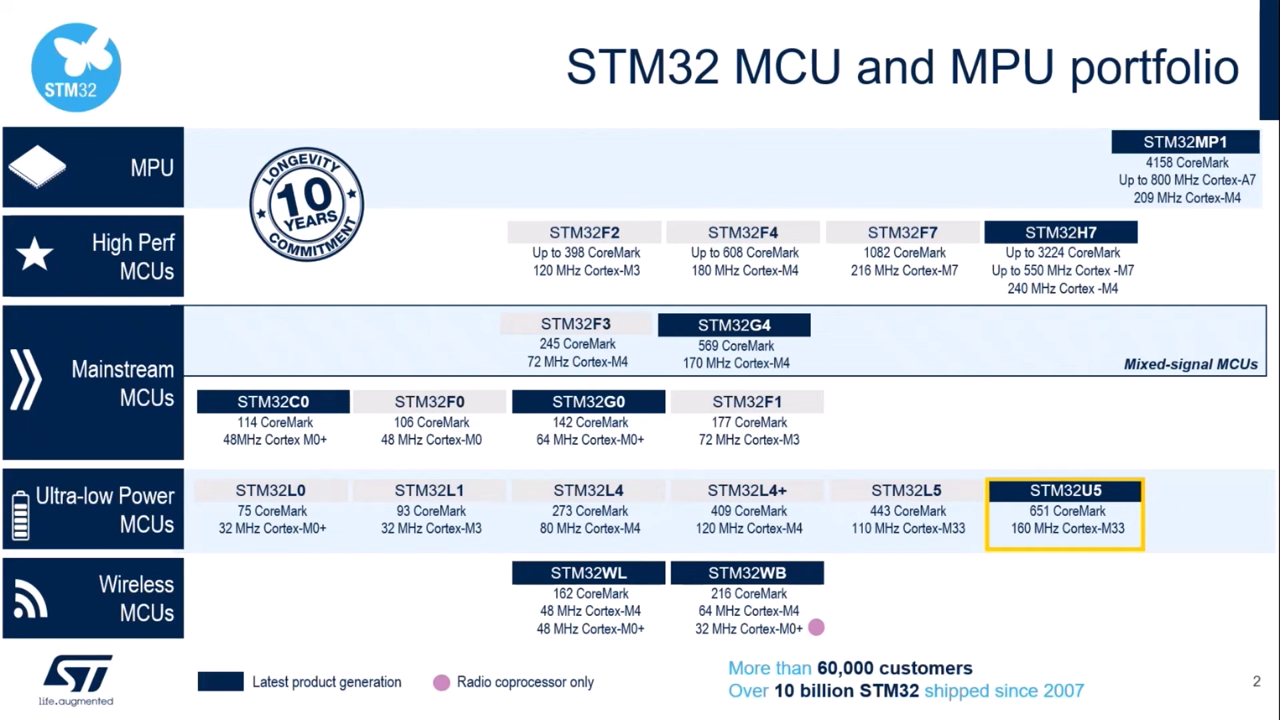 STM32
STM32 MCU and MPU portfolio
MPU
LONGEVITY
10
YEARS
COMMITMENT
STM32MP1
4158 CoreMark
Up to 800 MHz Cortex-A7
209 MHz Cortex-M4
High Perf
MCUs
STM32F2
Up to 398 CoreMark
120 MHz Cortex-M3
STM32F4
Up to 608 CoreMark
180 MHz Cortex-M4
STM32F7
1082 CoreMark
216 MHz Cortex-M7
STM32H7
Up to 3224 CoreMark
Up to 550 MHz Cortex -M7
240 MHz Cortex -M4
Mainstream
MCUs
STM32F3
245 CoreMark
72 MHz Cortex-M4
STM32G4
569 CoreMark
170 MHz Cortex-M4
Mixed-signal MCUs
STM32C0
114 CoreMark
48MHz Cortex M0+
STM32F0
106 CoreMark
48 MHz Cortex-M0
STM32G0
142 CoreMark
64 MHz Cortex-M0+
STM32F1
177 CoreMark
72 MHz Cortex-M3
Ultra-low Power
MCUs
STM32L0
75 CoreMark
32 MHz Cortex-M0+
STM32L1
93 CoreMark
32 MHz Cortex-M3
STM32L4
273 CoreMark
80 MHz Cortex-M4
STM32L4+
409 CoreMark
120 MHz Cortex-M4
STM32L5
443 CoreMark
110 MHz Cortex-M33
STM32U5
651 CoreMark
160 MHz Cortex-M33
Wireless
MCUs
STM32WL
162 CoreMark
48 MHz Cortex-M4
48 MHz Cortex-M0+
STM32WB
216 CoreMark
64 MHz Cortex-M4
32 MHz Cortex-M0+
ST
life.augmented
Latest product generation
Radio coprocessor only
More than 60,000 customers
Over 10 billion STM32 shipped since 2007
2